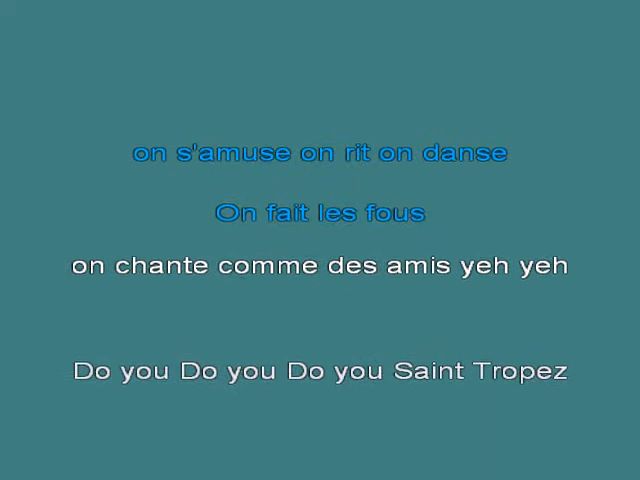 on s'amuse on rit on danse
On fait les fous
on chante comme des amis yeh yeh
Do you Do you Do you Saint Tropez